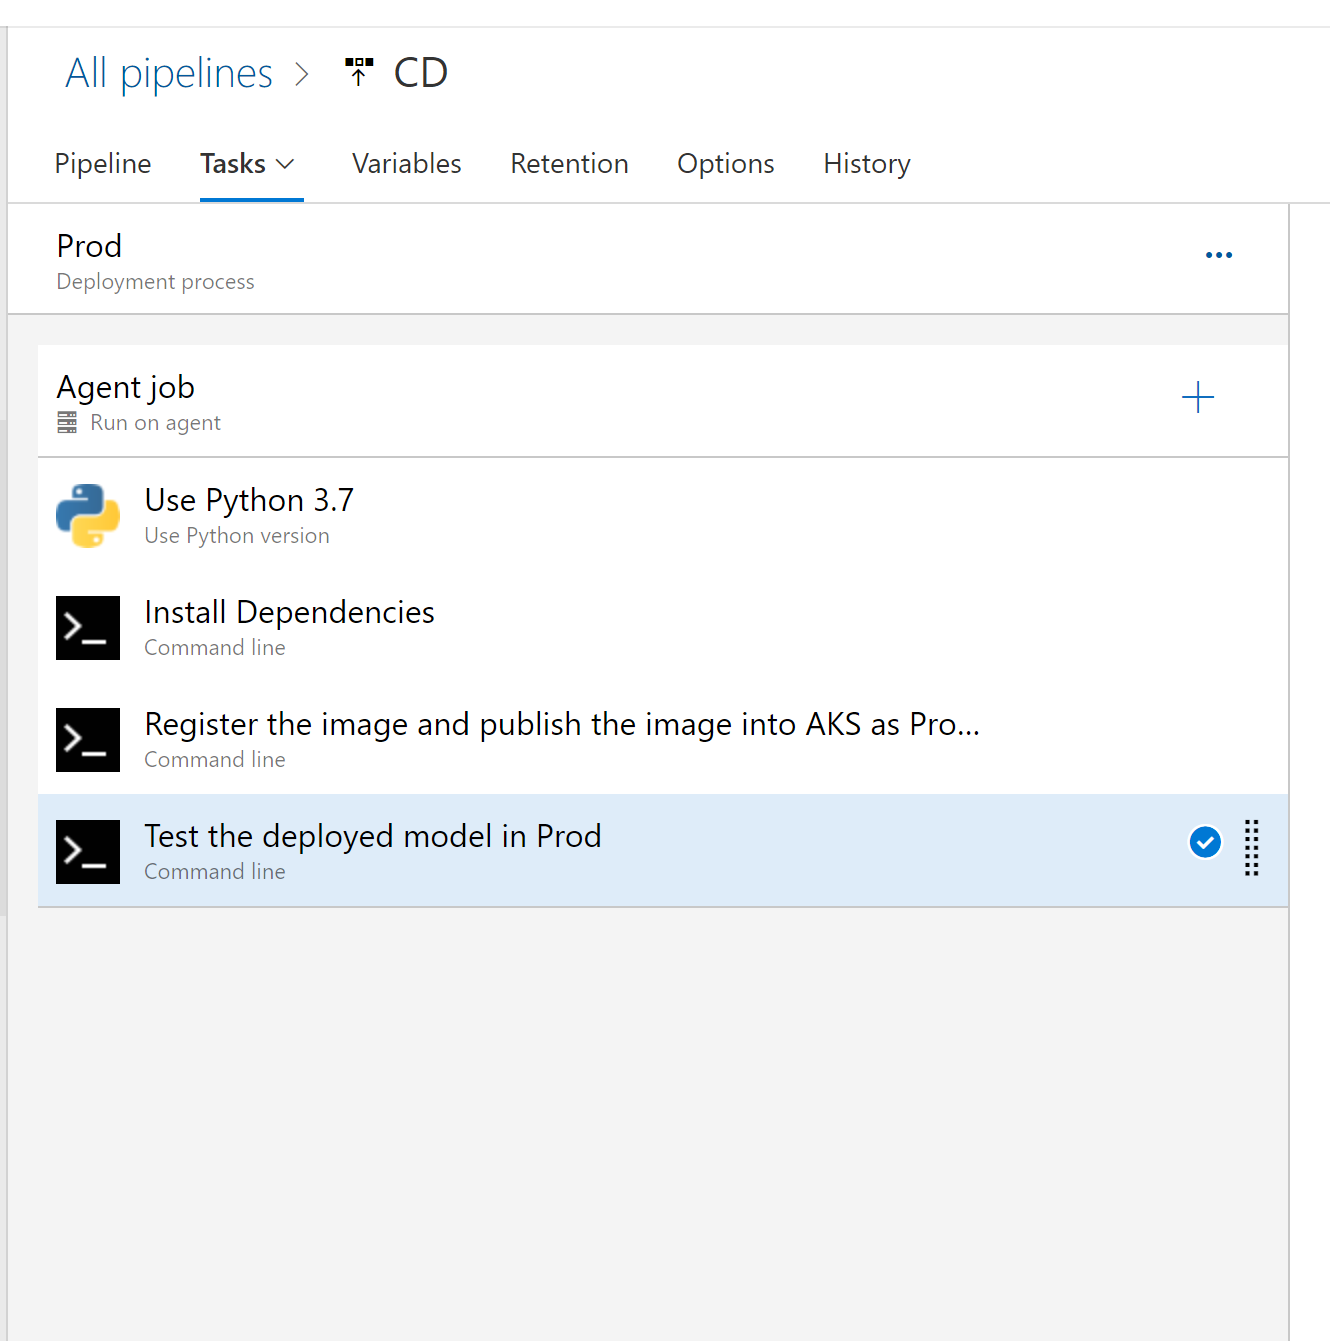 All pipelines > CD
Pipeline Tasks Variables Retention Options History
Prod
Deployment process
Agent job
Run on agent
Use Python 3.7
Use Python version
Install Dependencies
Command line
Register the image and publish the image into AKS as Pro...
Command line
Test the deployed model in Prod
Command line